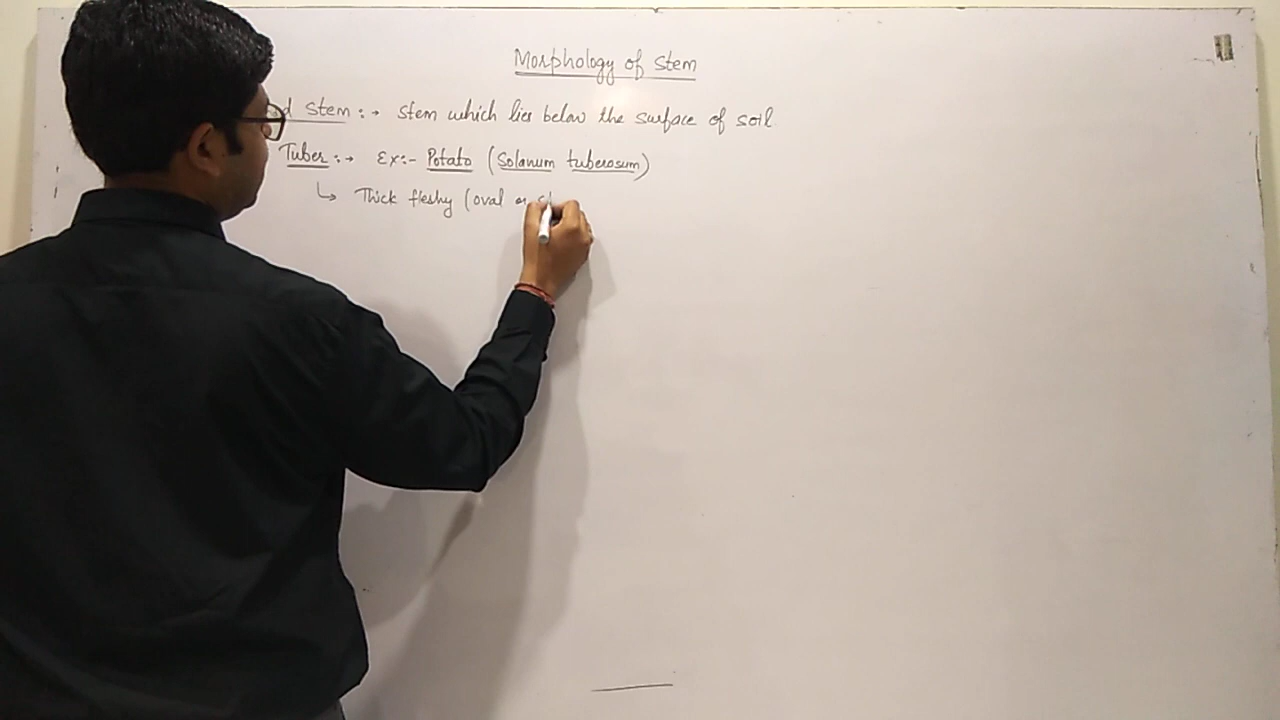 Morphology of stem
stem :→ stem which lies below the surface of soil
Tuber :→ Ex:- Potato (Solanum tuberosum)
↳ Thick fleshy (oval or